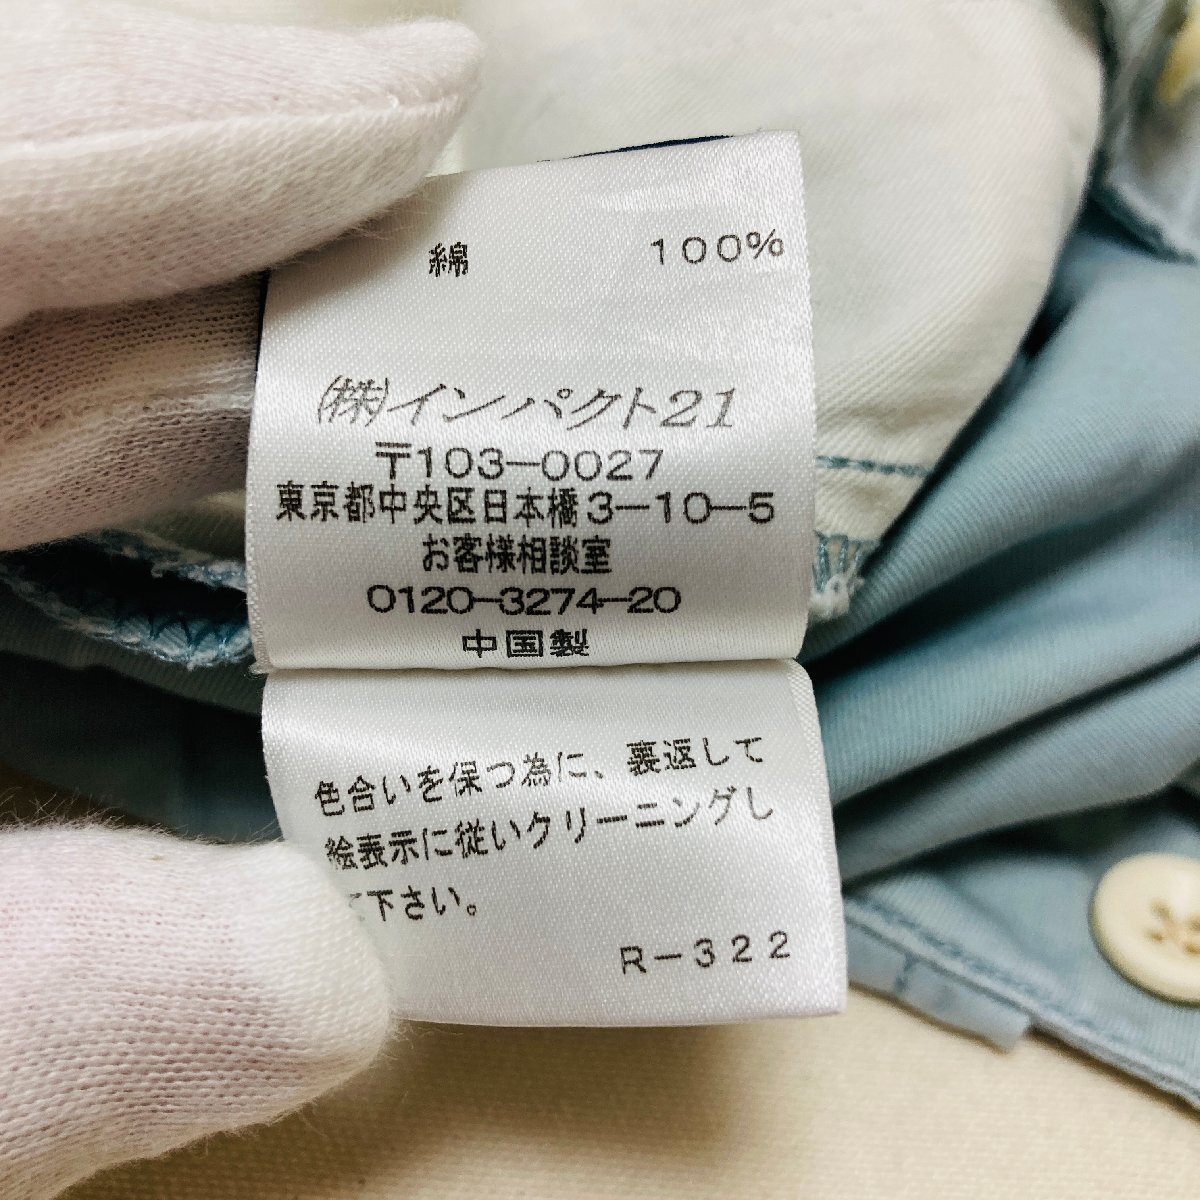 綿 100%
(株)インパクト21
〒103-0027
東京都中央区日本橋3-10-5
お客様相談室
0120-3274-20
中国製
色合いを保つ為に、裏返して
絵表示に従いクリーニングし
て下さい。
R-322